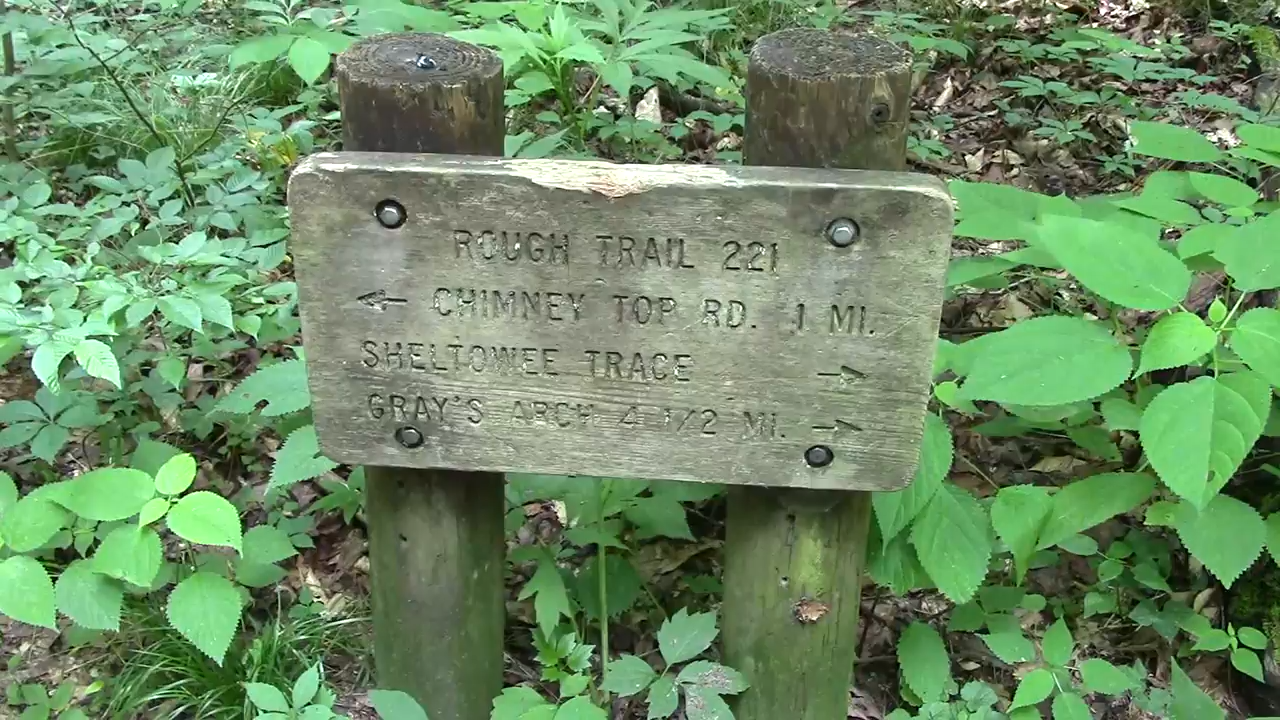 ROUGH TRAIL 221
← CHIMNEY TOP RD. 1 MI.
SHELTOWEE TRACE →
GRAY'S ARCH 4 1/2 MI. →